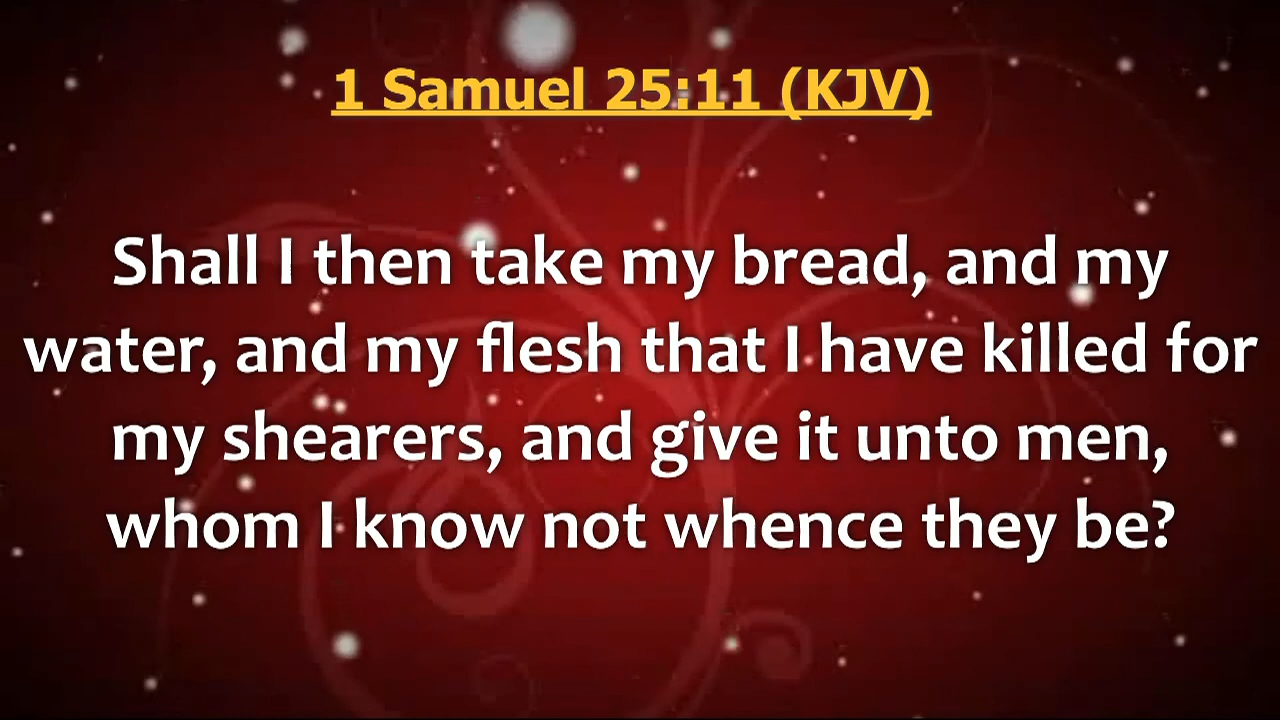 1 Samuel 25:11 (KJV)
Shall I then take my bread, and my
water, and my flesh that I have killed for
my shearers, and give it unto men,
whom I know not whence they be?